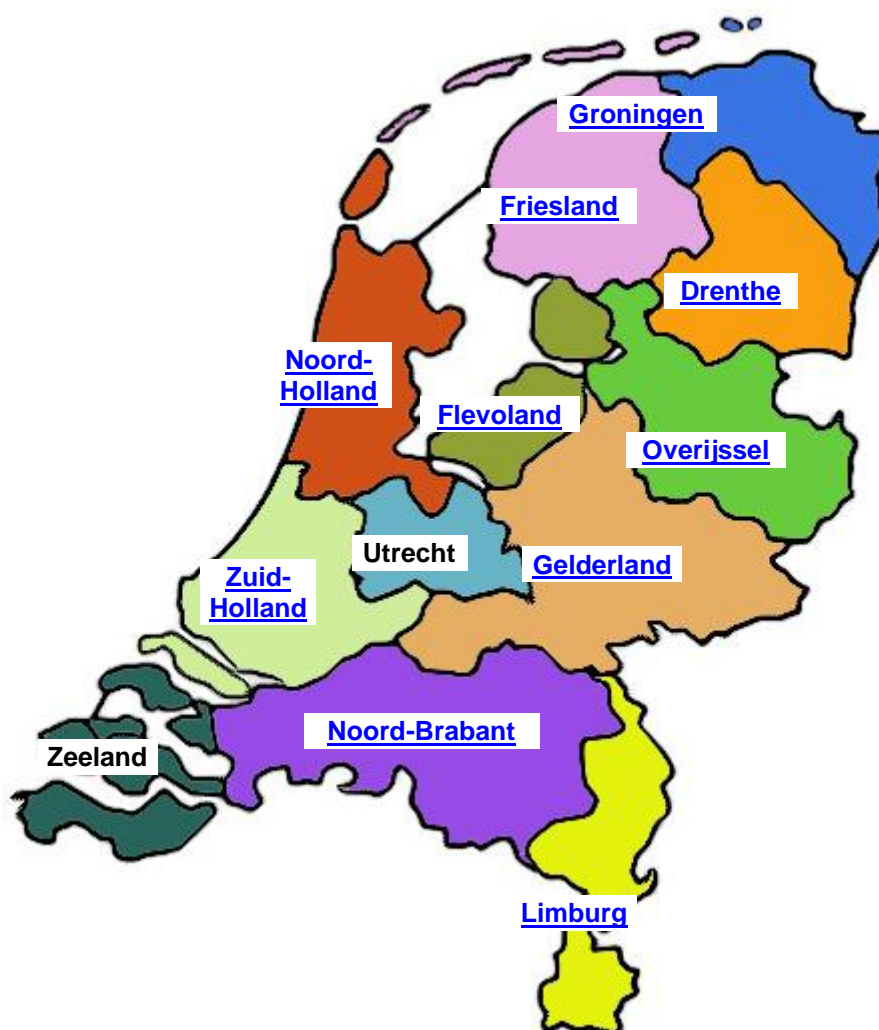 Groningen
Friesland
Drenthe
Noord-
Holland
Flevoland
Overijssel
Utrecht
Gelderland
Zuid-
Holland
Noord-Brabant
Zeeland
Limburg